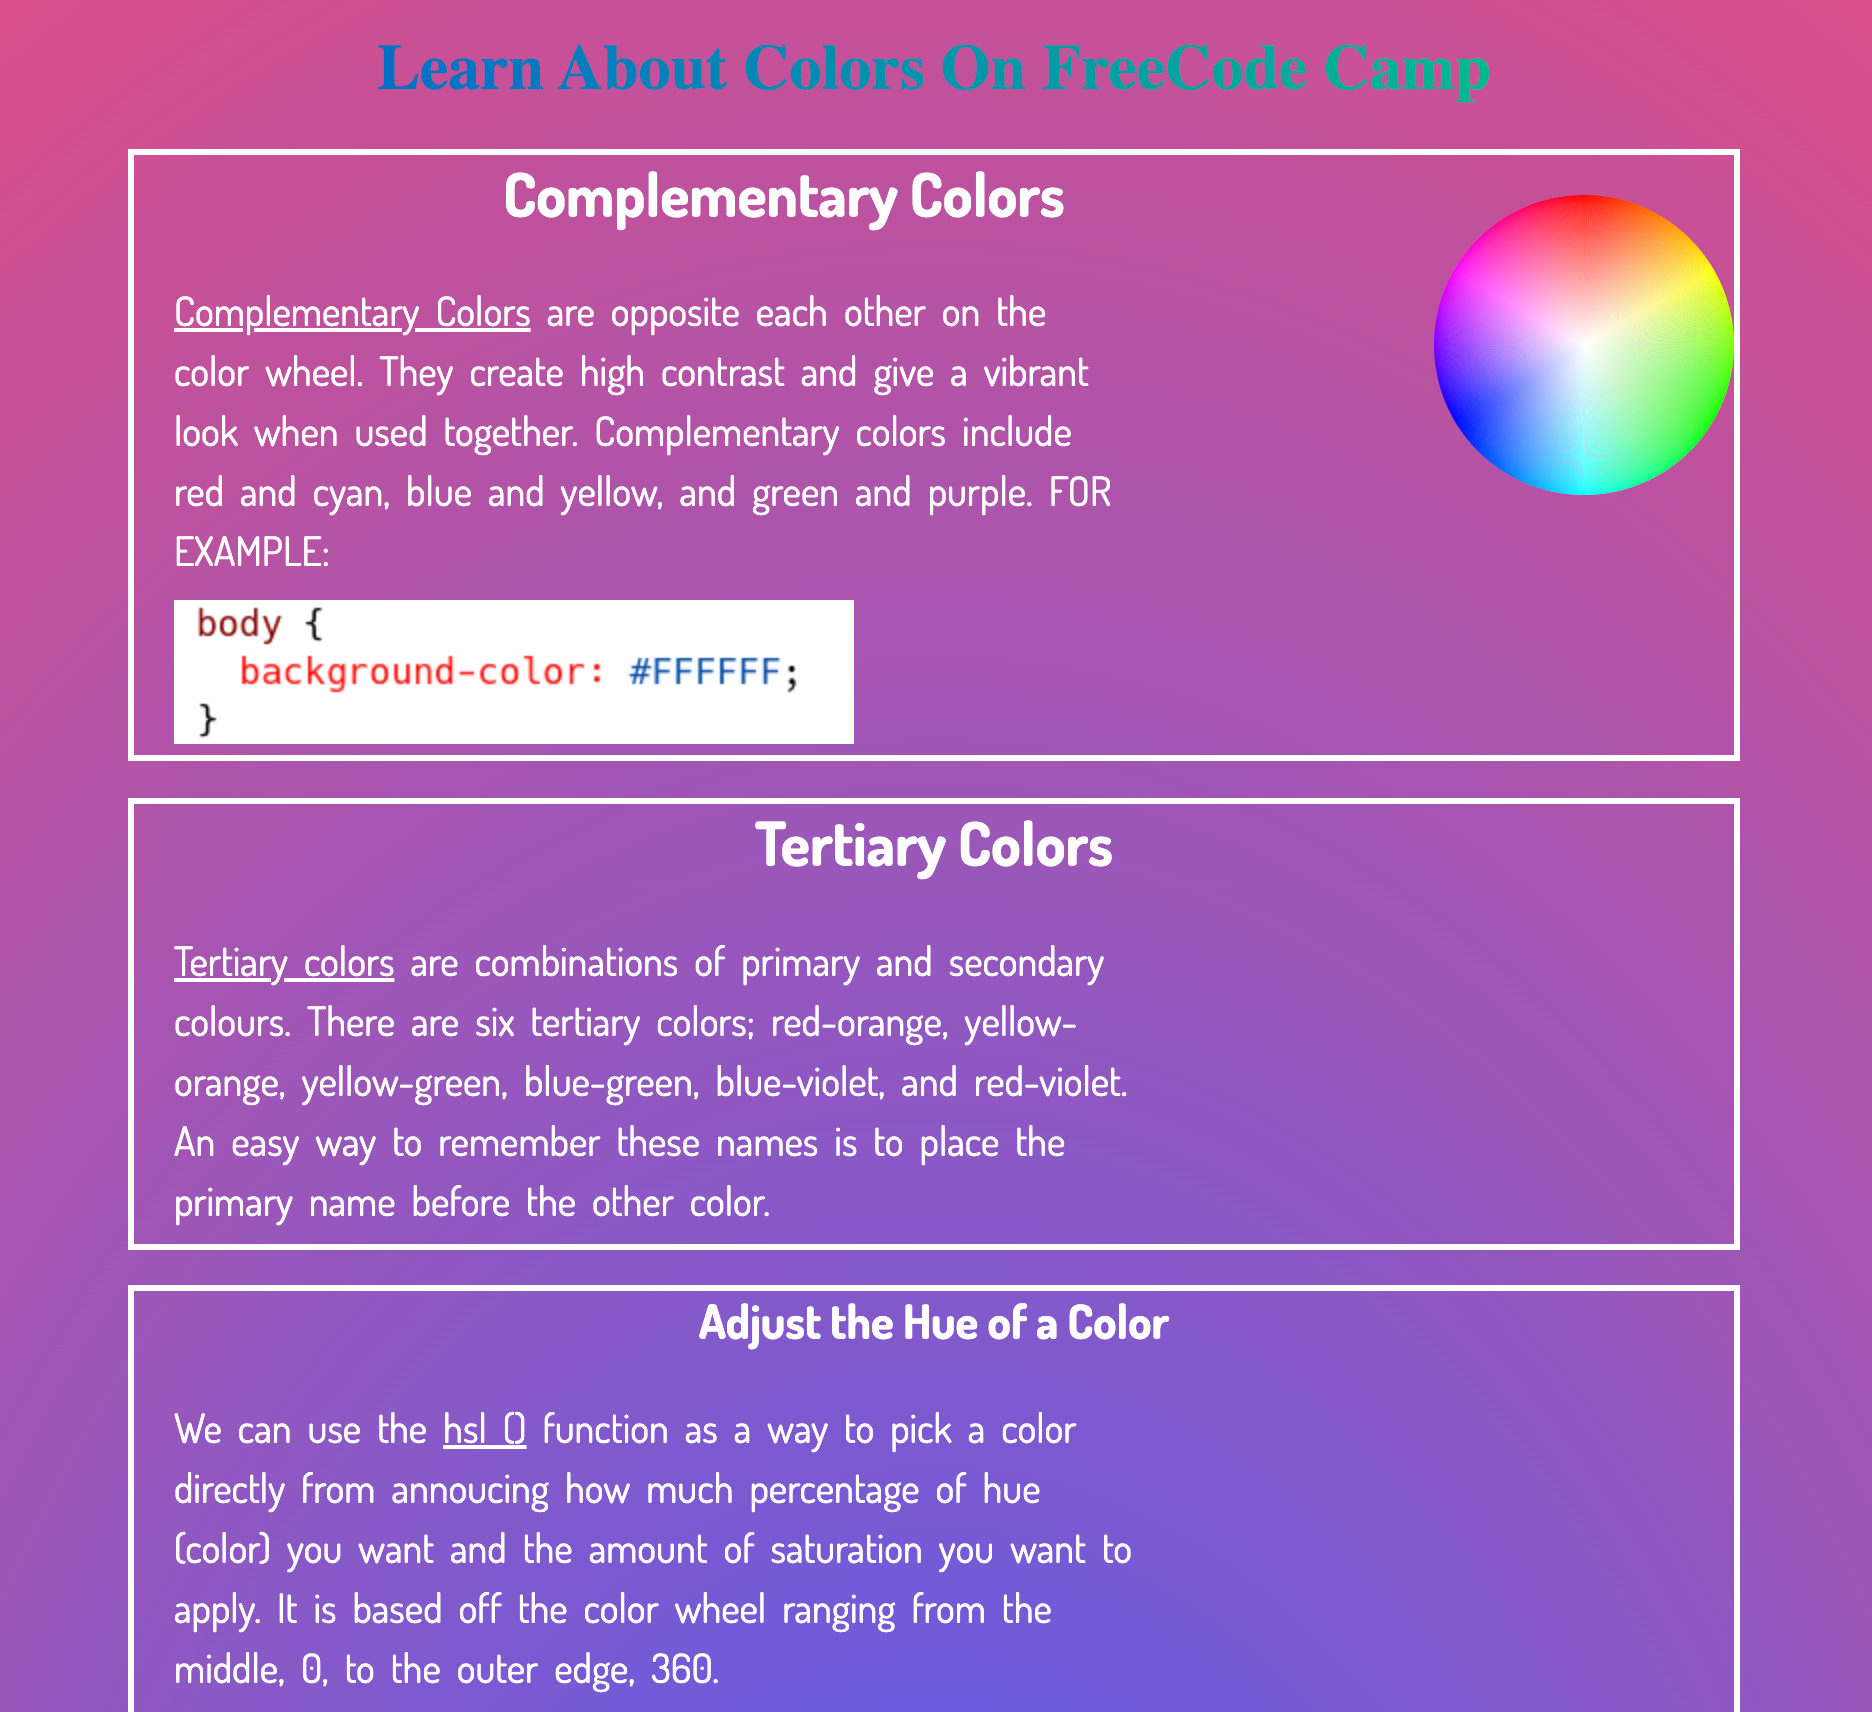 Learn About Colors On FreeCode Camp
Complementary Colors
Complementary Colors are opposite each other on the
color wheel. They create high contrast and give a vibrant
look when used together. Complementary colors include
red and cyan, blue and yellow, and green and purple. FOR
EXAMPLE:
body {
  background-color: #FFFFFF;
}
Tertiary Colors
Tertiary colors are combinations of primary and secondary
colours. There are six tertiary colors; red-orange, yellow-
orange, yellow-green, blue-green, blue-violet, and red-violet.
An easy way to remember these names is to place the
primary name before the other color.
Adjust the Hue of a Color
We can use the hsl () function as a way to pick a color
directly from annoucing how much percentage of hue
(color) you want and the amount of saturation you want to
apply. It is based off the color wheel ranging from the
middle, 0, to the outer edge, 360.